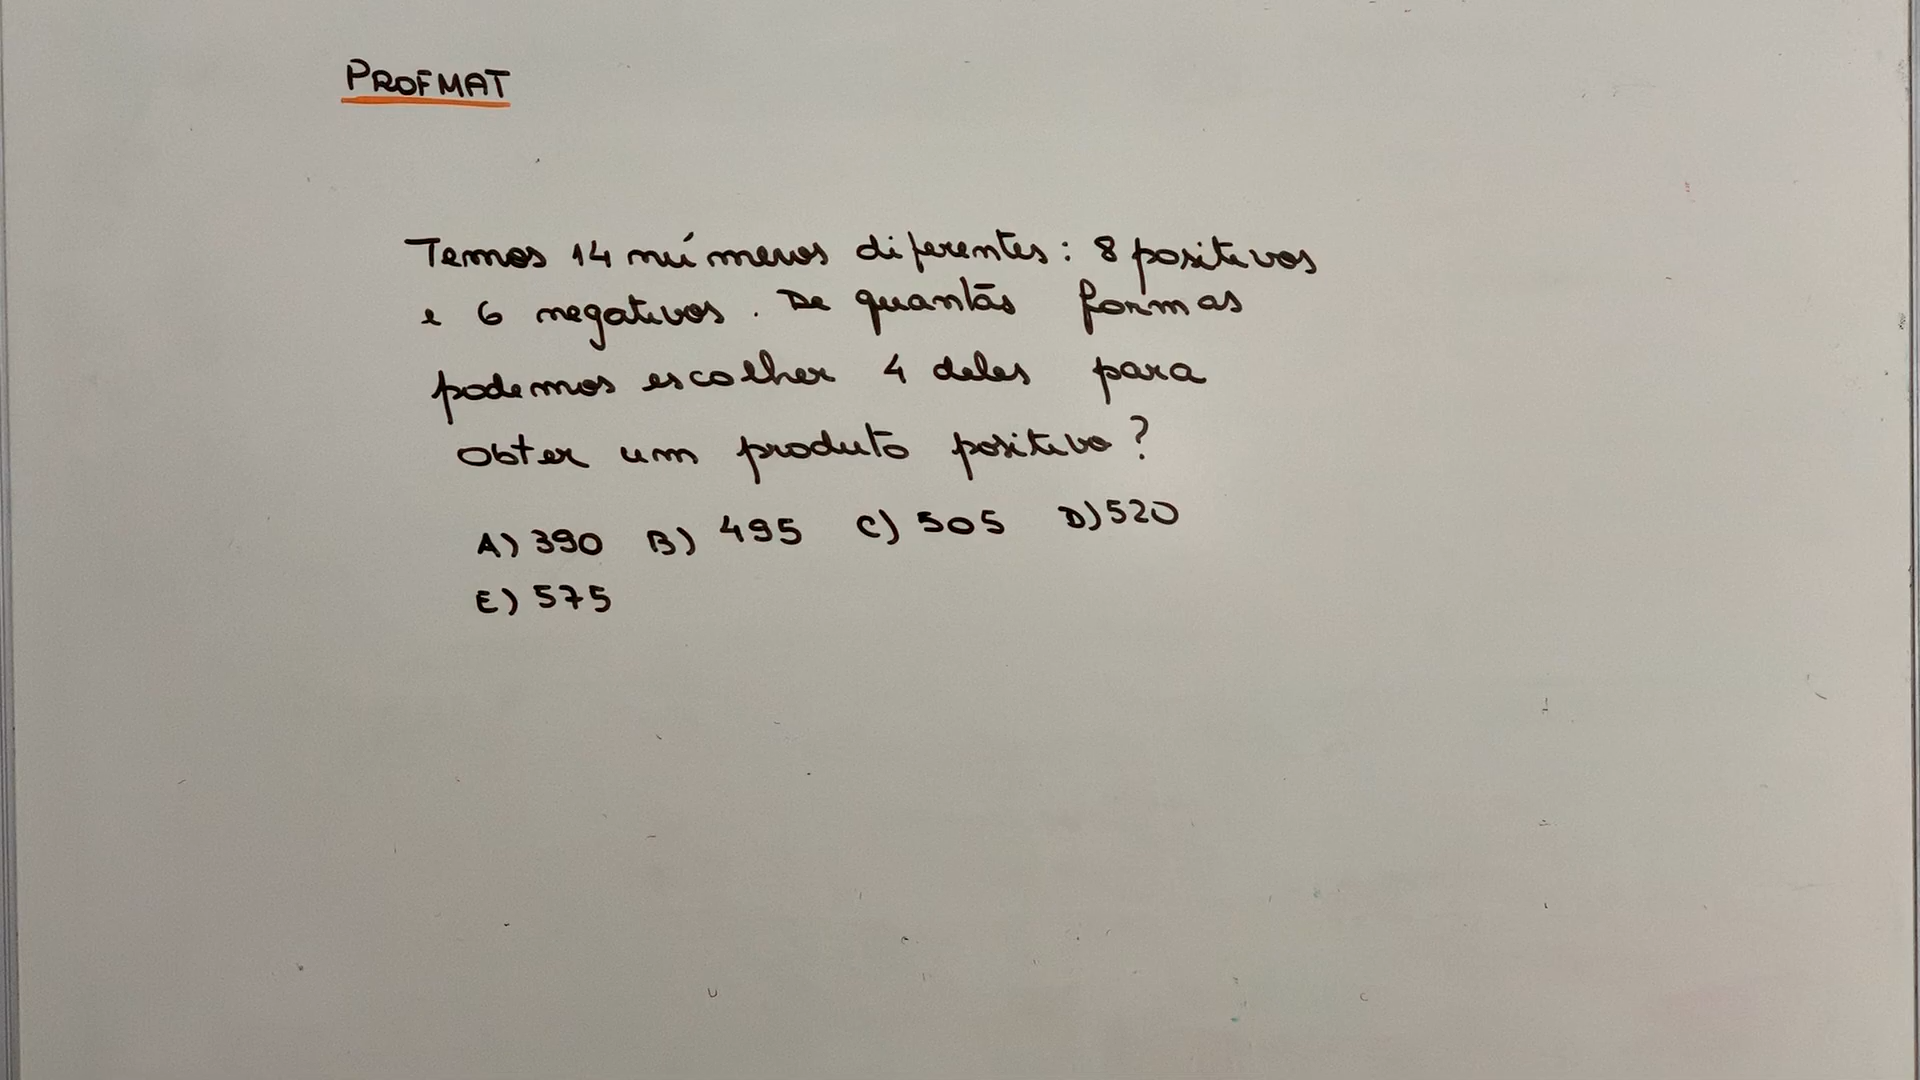 PROFMAT
Temos 14 números diferentes: 8 positivos
e 6 negativos. De quantas formas
podemos escolher 4 deles para
obter um produto positivo?
A) 390 B) 495 C) 505 D) 520
E) 575